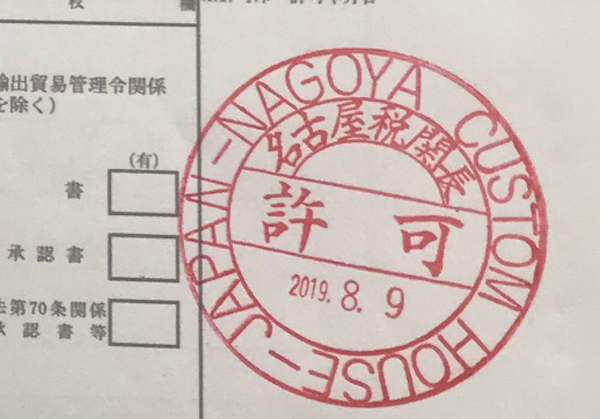 枚
輸出貿易管理令関係
を除く)
(有)
書
承認書
法第70条関係
承認書等
NAGOYA CUSTOM HOUSE-JAPAN-
名古屋税関長
許可
2019. 8. 9